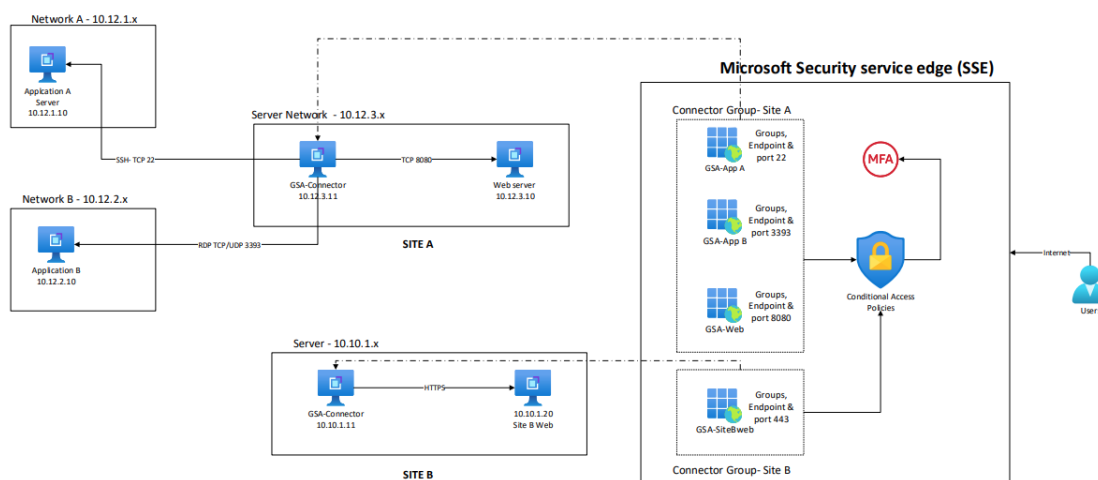 Network A - 10.12.1.x
Application A
Server
10.12.1.10
SSH- TCP 22
Network B - 10.12.2.x
Application B
10.12.2.10
RDP TCP/UDP 3393
Server Network - 10.12.3.x
GSA-Connector
10.12.3.11
TCP 8080
Web server
10.12.3.10
SITE A
Server - 10.10.1.x
GSA-Connector
10.10.1.11
HTTPS
10.10.1.20
Site B Web
SITE B
Microsoft Security service edge (SSE)
Connector Group- Site A
GSA-App A
Groups,
Endpoint &
port 22
GSA-App B
Groups,
Endpoint &
port 3393
GSA-Web
Groups,
Endpoint &
port 8080
GSA-SiteBweb
Groups,
Endpoint &
port 443
Connector Group- Site B
MFA
Conditional Access
Policies
Internet
User